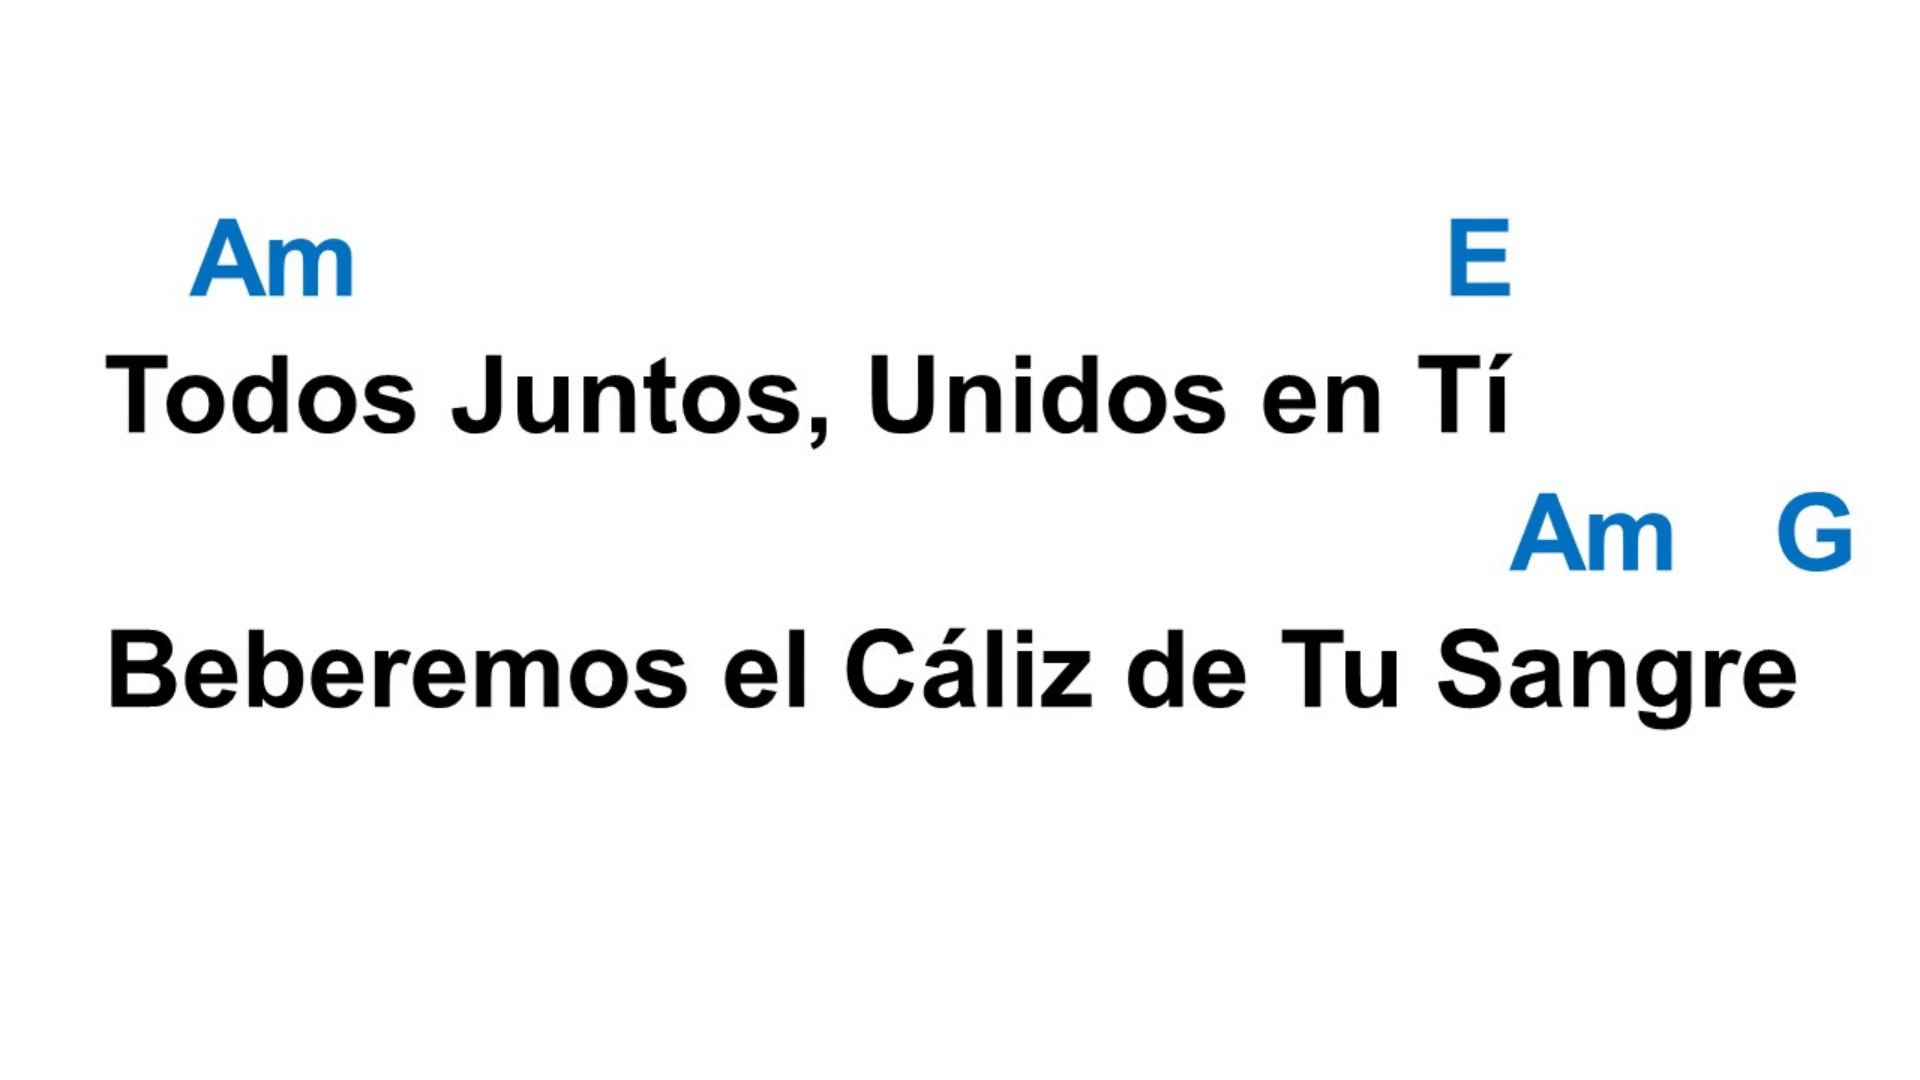 Am E
Todos Juntos, Unidos en Tí
Am G
Beberemos el Cáliz de Tu Sangre